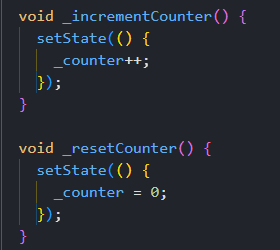 void _incrementCounter() {
  setState(() {
    _counter++;
  });
}

void _resetCounter() {
  setState(() {
    _counter = 0;
  });
}